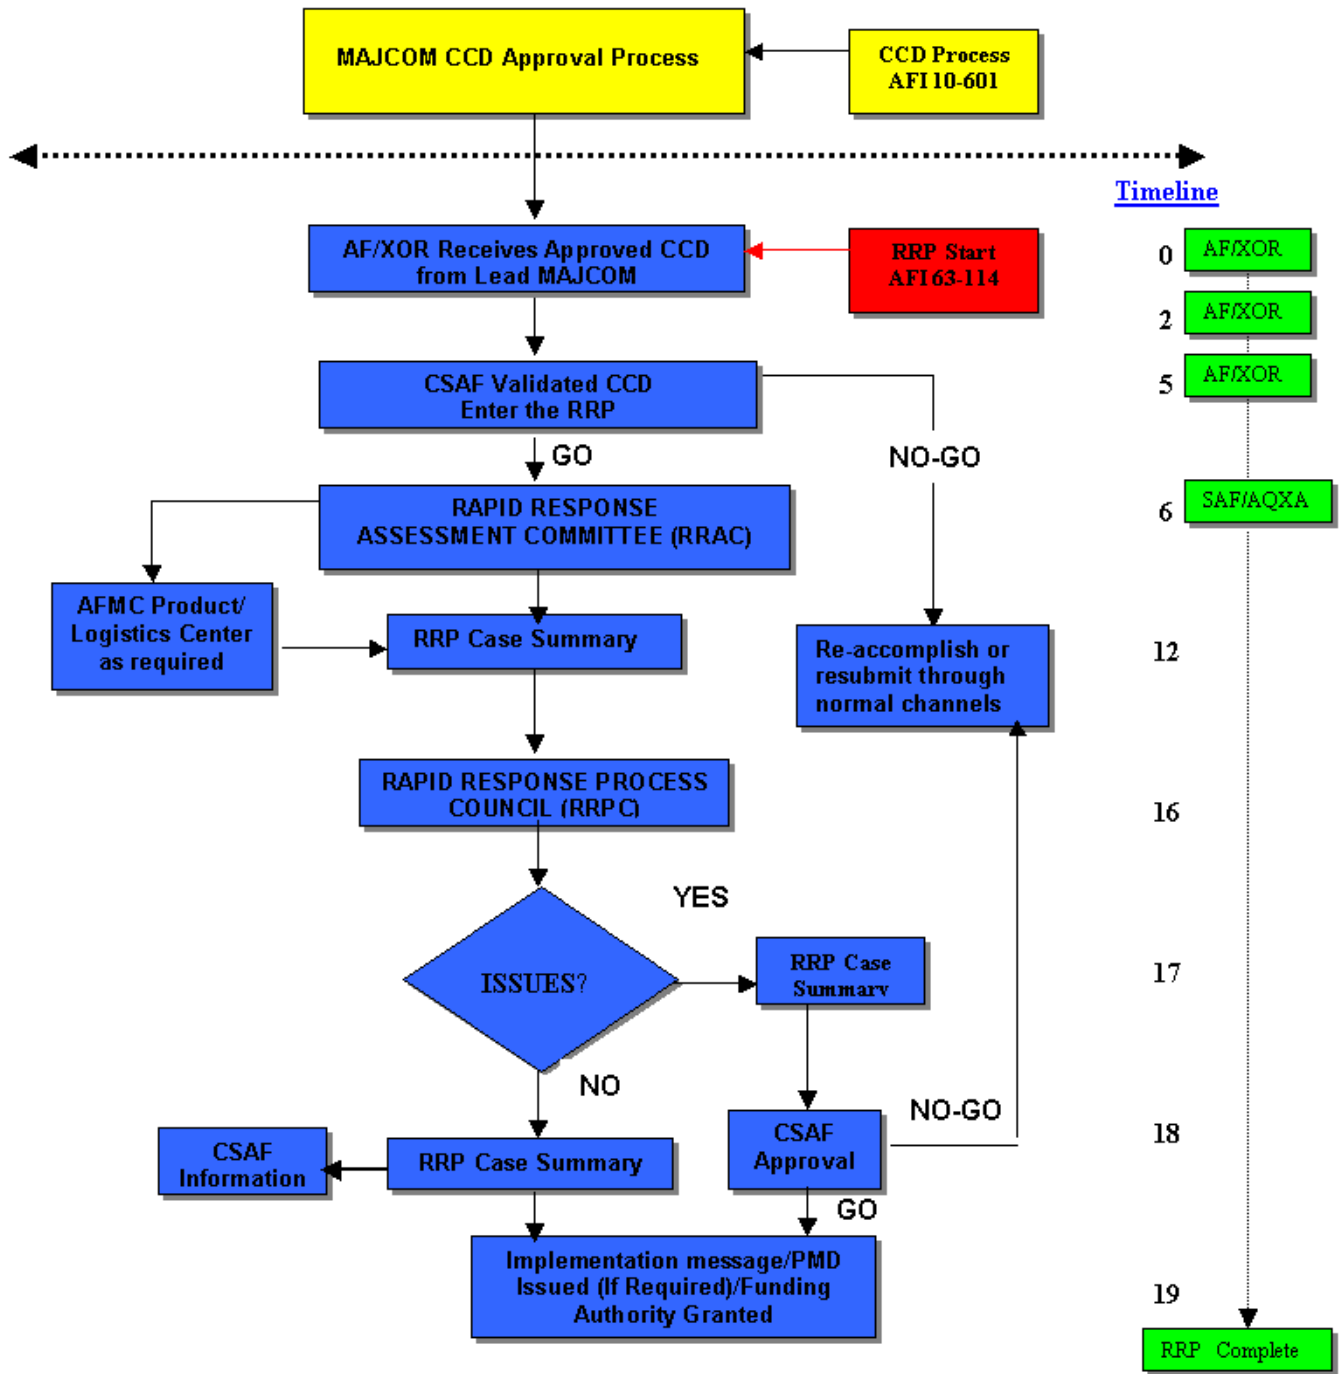 MAJCOM CCD Approval Process
CCD Process
AFI 10-601
Timeline
AF/XOR Receives Approved CCD
from Lead MAJCOM
RRP Start
AFI 63-114
0
AF/XOR
2
AF/XOR
CSAF Validated CCD
Enter the RRP
5
AF/XOR
GO
NO-GO
RAPID RESPONSE
ASSESSMENT COMMITTEE (RRAC)
6
SAF/AQXA
AFMC Product/
Logistics Center
as required
RRP Case Summary
Re-accomplish or
resubmit through
normal channels
12
RAPID RESPONSE PROCESS
COUNCIL (RRPC)
16
YES
ISSUES?
RRP Case
Summary
17
NO
NO-GO
CSAF
Information
RRP Case Summary
CSAF
Approval
18
GO
Implementation message/PMD
Issued (If Required)/Funding
Authority Granted
19
RRP Complete